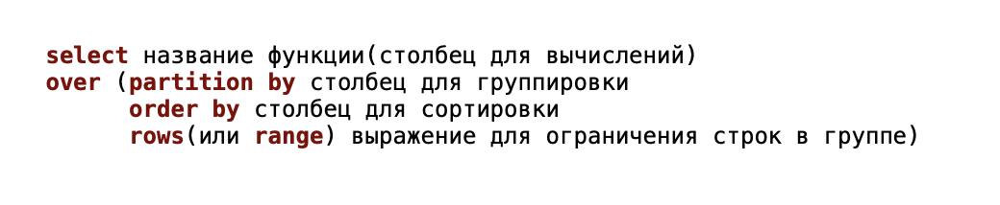 select название функции(столбец для вычислений)
over (partition by столбец для группировки
order by столбец для сортировки
rows(или range) выражение для ограничения строк в группе)